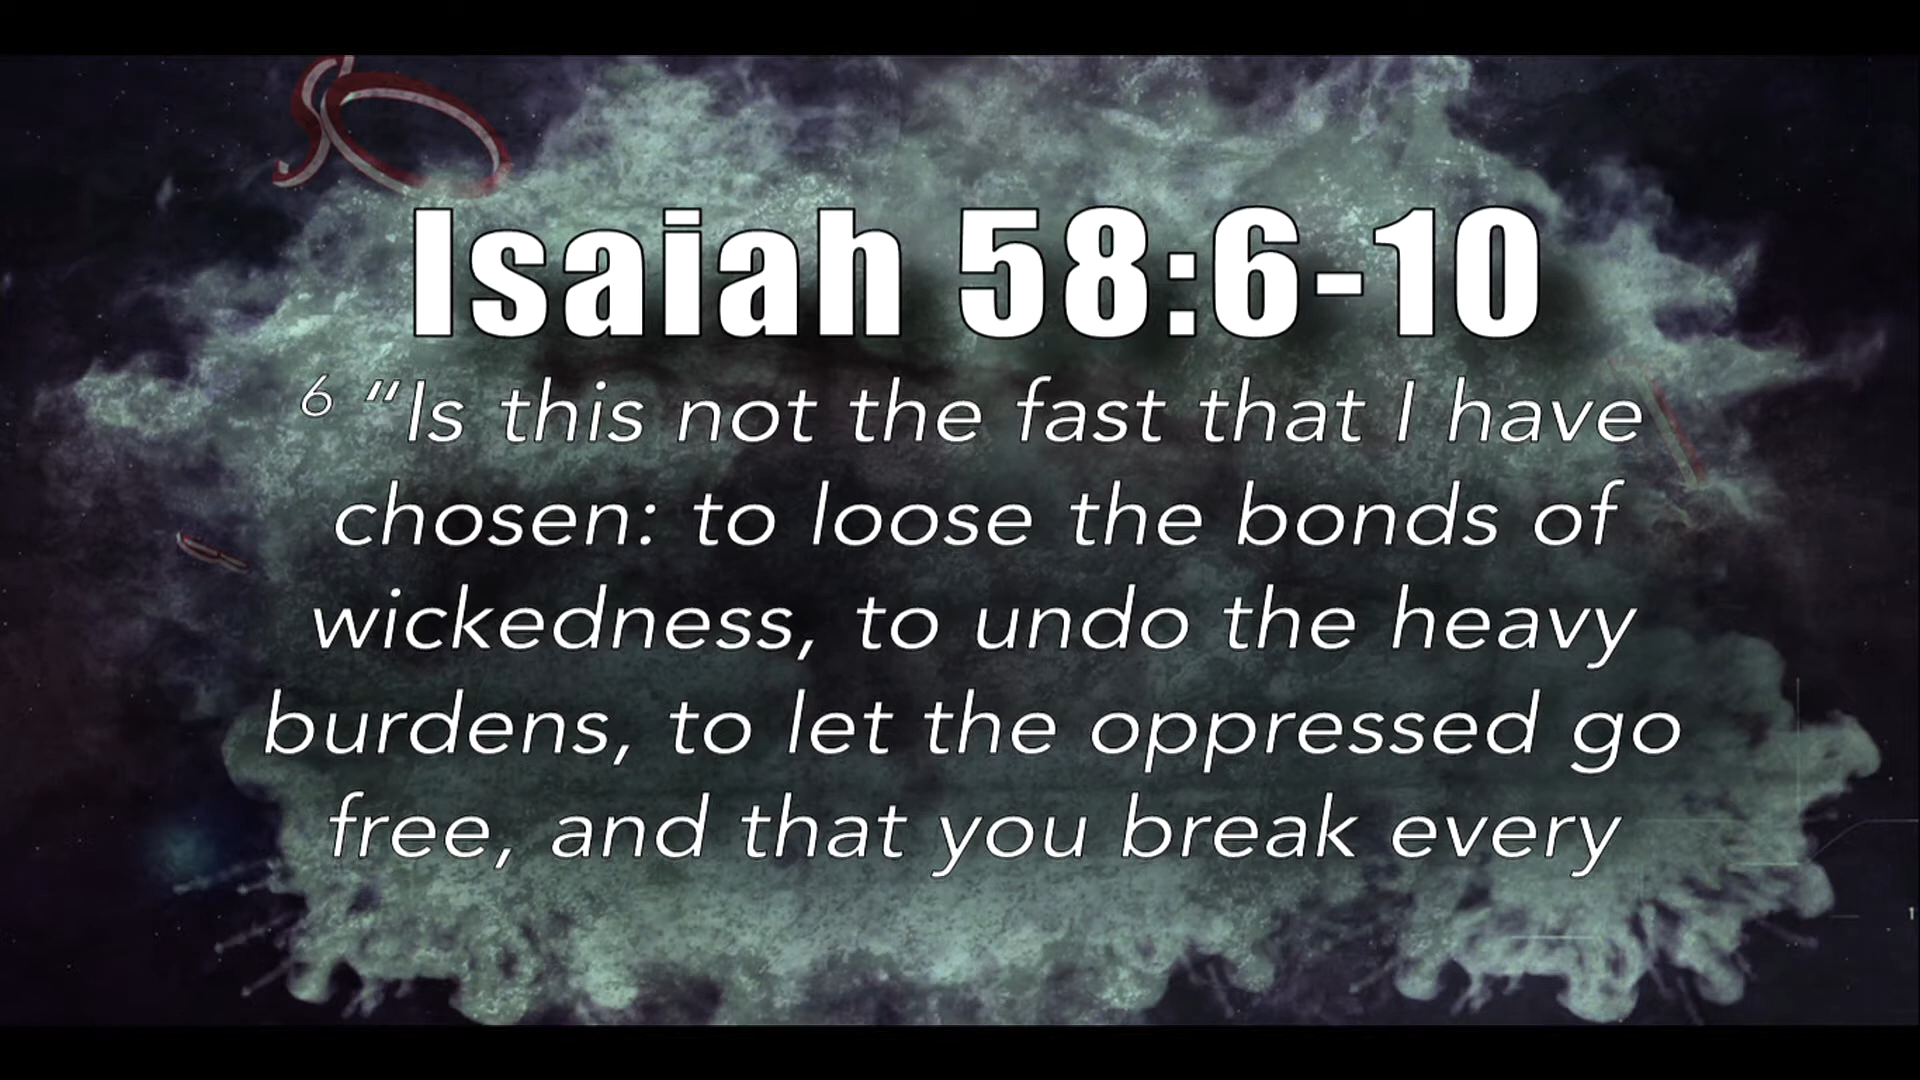 Isaiah 58:6-10
6 “Is this not the fast that I have
chosen: to loose the bonds of
wickedness, to undo the heavy
burdens, to let the oppressed go
free, and that you break every
1